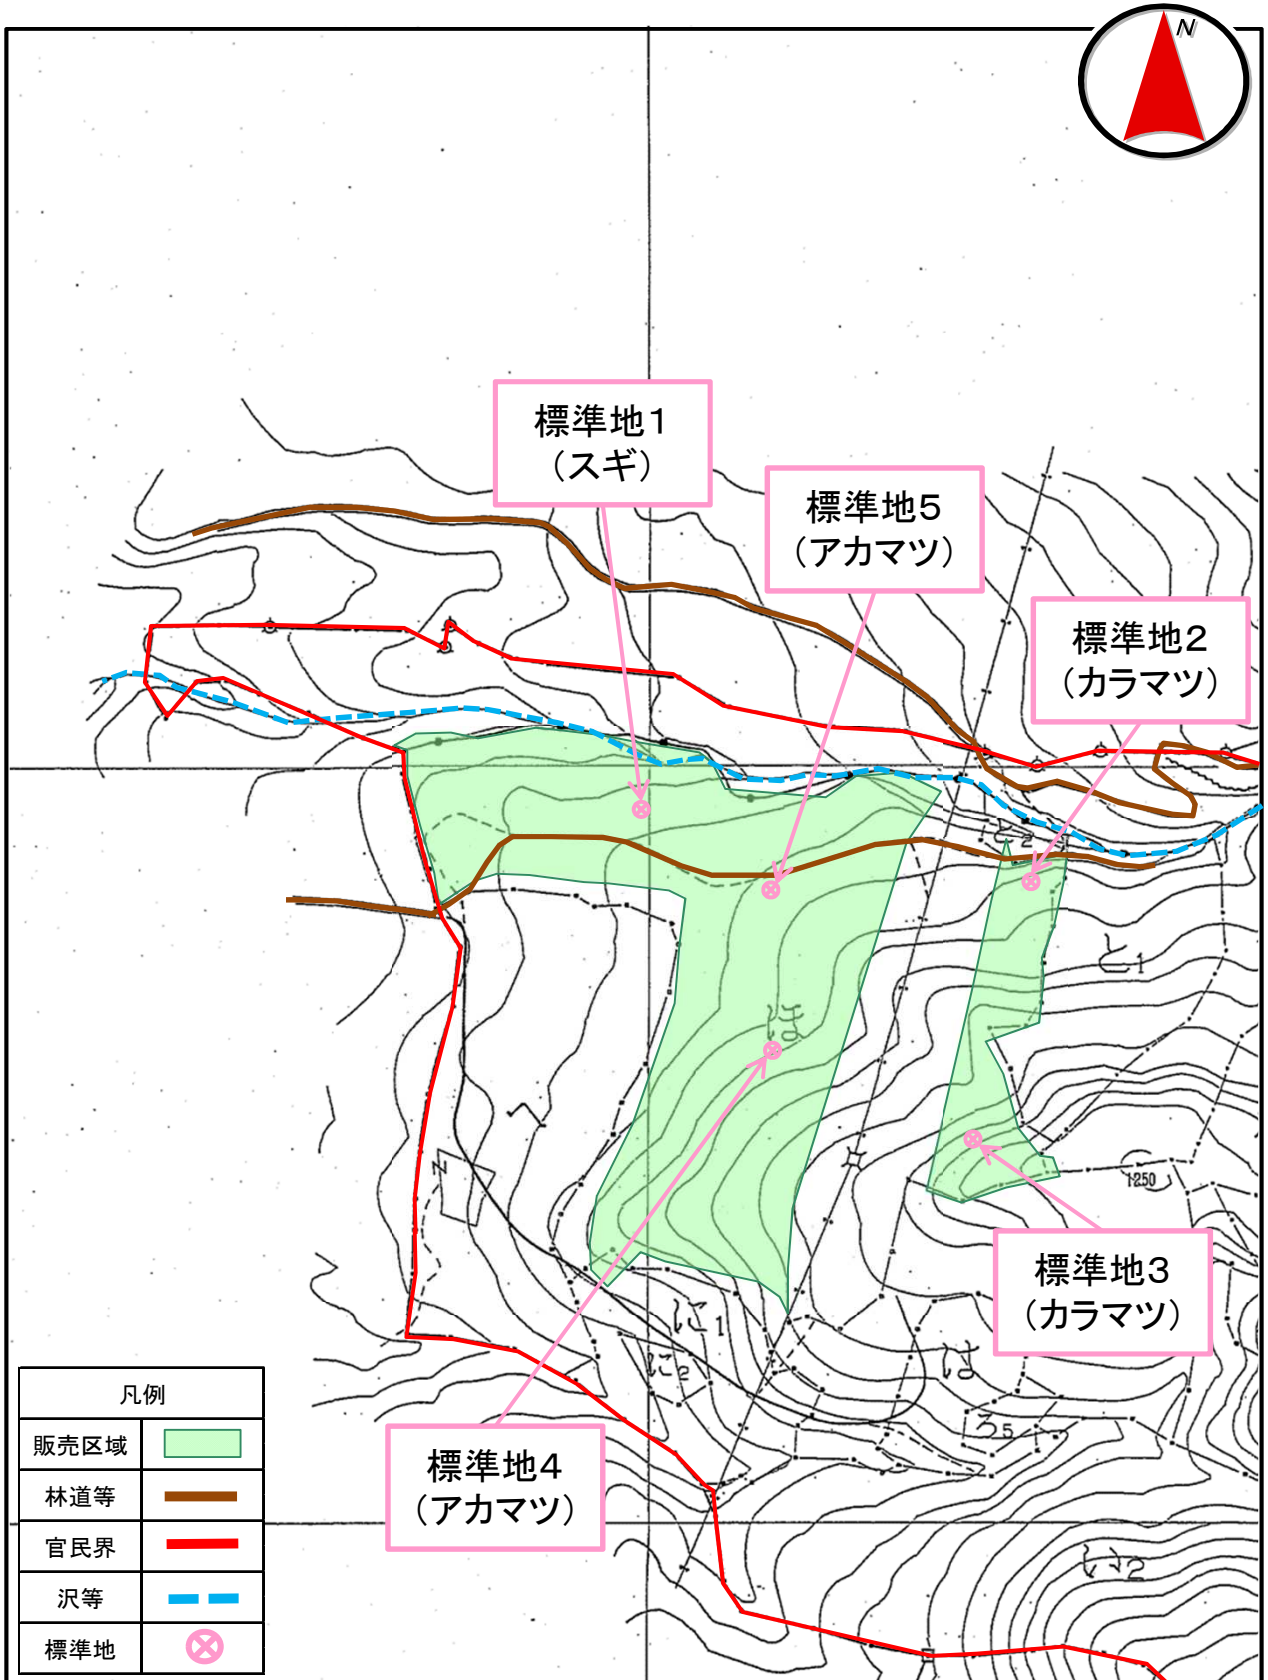 N
標準地1
(スギ)
標準地5
(アカマツ)
標準地2
(カラマツ)
と2
と1
ほ
へ
1250
標準地3
(カラマツ)
に1
に2
は
ろ5
い2
標準地4
(アカマツ)
凡例
販売区域
林道等
官民界
沢等
標準地